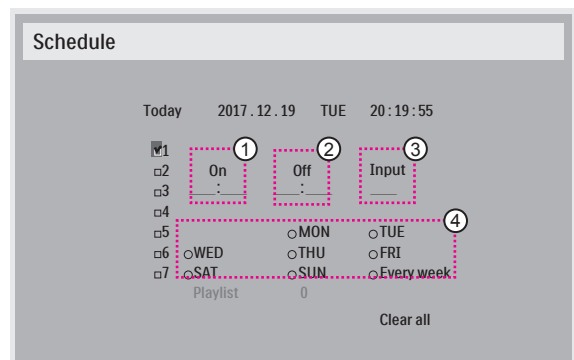 Schedule
Today 2017 . 12 . 19 TUE 20 : 19 : 55
1 ① ② ③
2 On Off Input
3 __:__ __:__ ___
4 ④
5 MON TUE
6 WED THU FRI
7 SAT SUN Every week
Playlist 0
Clear all